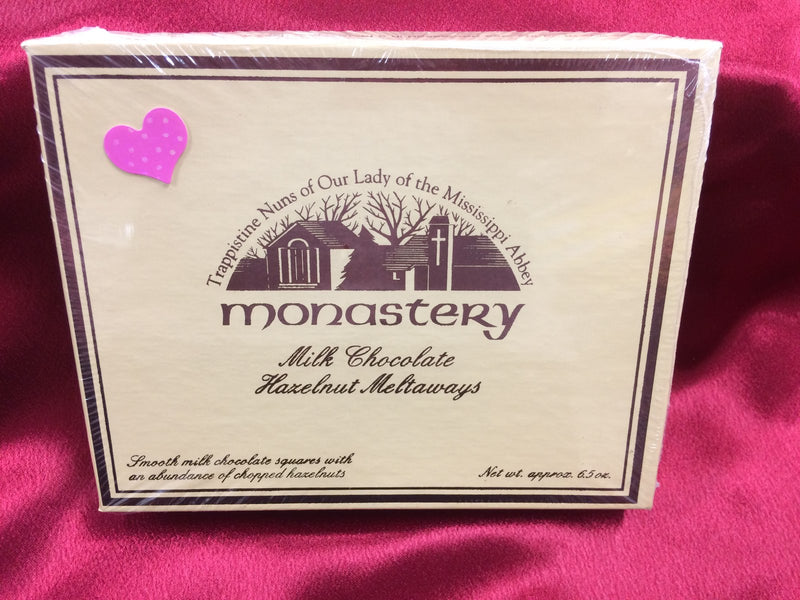 Trappistine Nuns of Our Lady of the Mississippi Abbey
monastery
Milk Chocolate
Hazelnut Meltaways
Smooth milk chocolate squares with
an abundance of chopped hazelnuts
Net wt. approx. 6.5 oz.